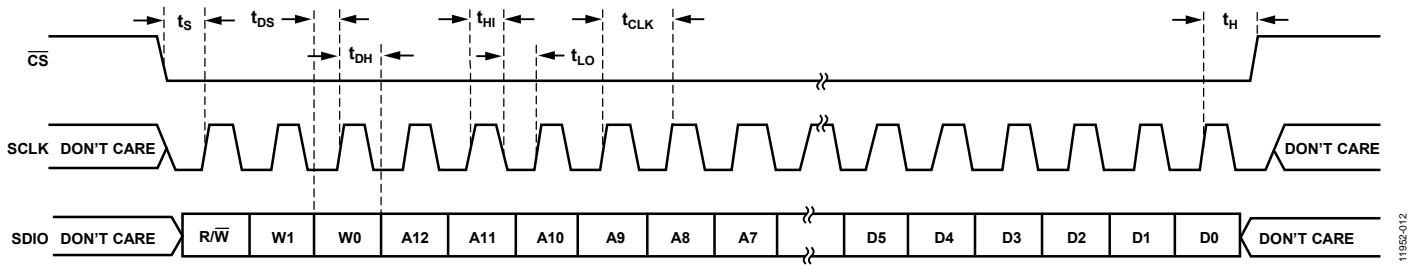 tS tDS tHI tCLK tH
tDH tLO
CS
SCLK DON'T CARE DON'T CARE
SDIO DON'T CARE R/W W1 W0 A12 A11 A10 A9 A8 A7 D5 D4 D3 D2 D1 D0 DON'T CARE
11952-012